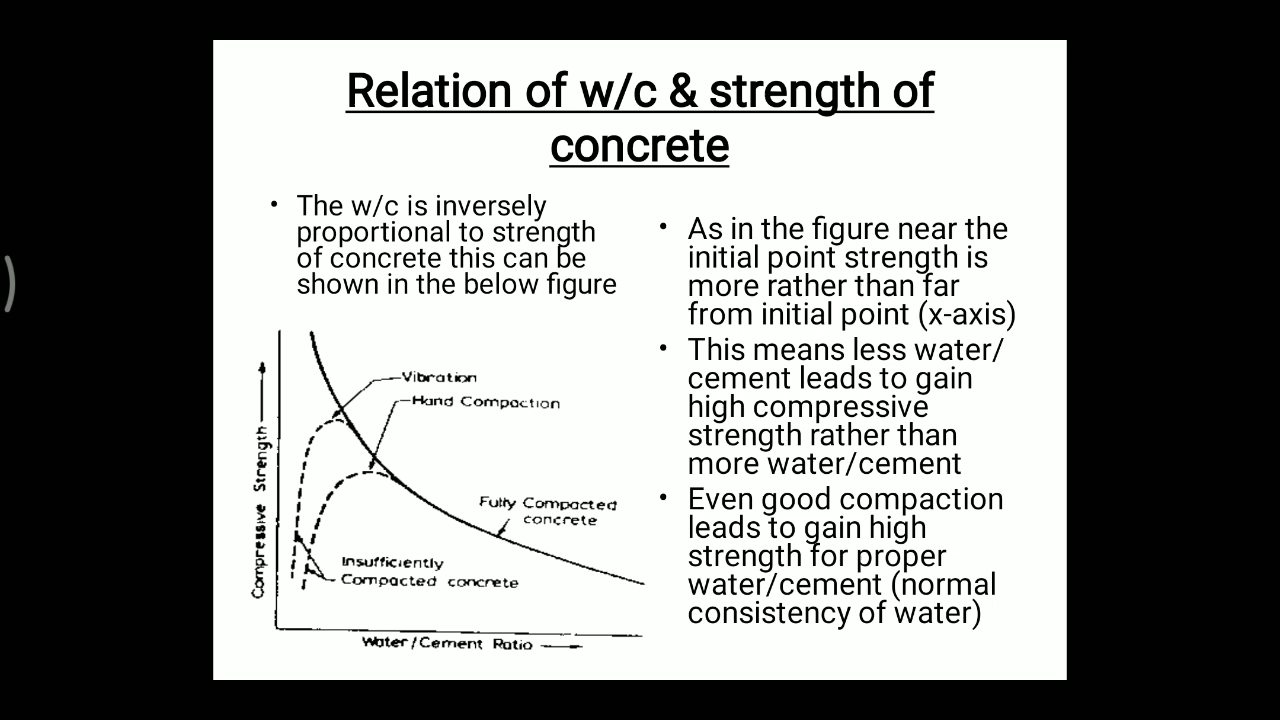 Relation of w/c & strength of
concrete
• The w/c is inversely
proportional to strength
of concrete this can be
shown in the below figure
Vibration
Hand Compaction
Fully Compacted
concrete
Insufficiently
Compacted concrete
Compressive Strength
Water/Cement Ratio
• As in the figure near the
initial point strength is
more rather than far
from initial point (x-axis)
• This means less water/
cement leads to gain
high compressive
strength rather than
more water/cement
• Even good compaction
leads to gain high
strength for proper
water/cement (normal
consistency of water)